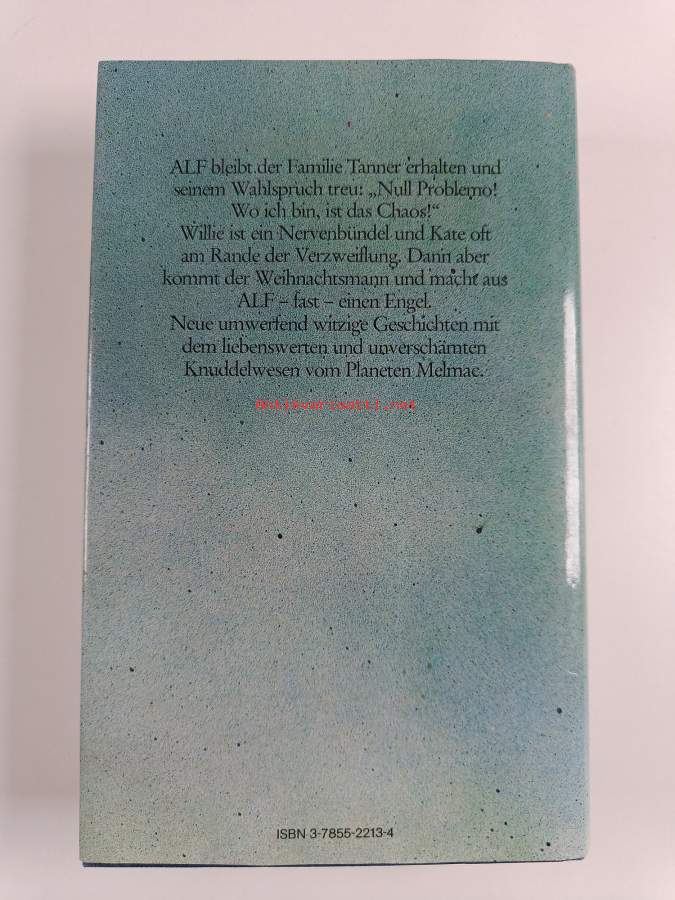 ALF bleibt der Familie Tanner erhalten und
seinem Wahlspruch treu: „Null Problemo!
Wo ich bin, ist das Chaos!“
Willie ist ein Nervenbündel und Kate oft
am Rande der Verzweiflung. Dann aber
kommt der Weihnachtsmann und macht aus
ALF – fast – einen Engel.
Neue umwerfend witzige Geschichten mit
dem liebenswerten und unverschämten
Knuddelwesen vom Planeten Melmac.
antikvariaatti.net
ISBN 3-7855-2213-4